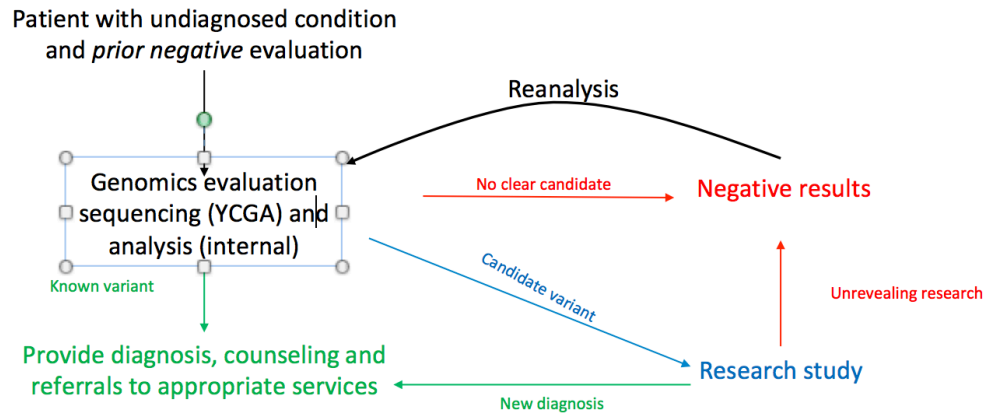 Patient with undiagnosed condition
and prior negative evaluation
Reanalysis
Genomics evaluation
sequencing (YCGA) and
analysis (internal)
No clear candidate
Negative results
Known variant
Candidate variant
Unrevealing research
Provide diagnosis, counseling and
referrals to appropriate services
Research study
New diagnosis